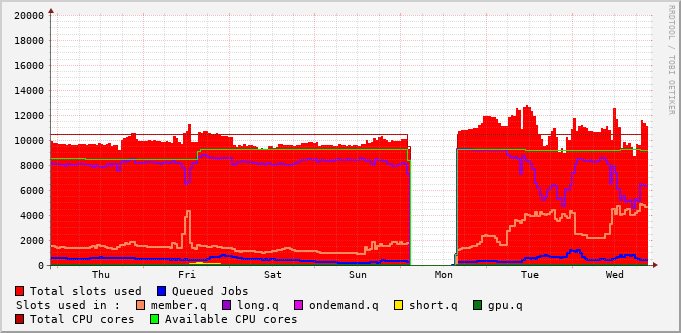 20000
18000
16000
14000
12000
10000
8000
6000
4000
2000
0
Thu Fri Sat Sun Mon Tue Wed
Total slots used Queued Jobs
Slots used in : member.q long.q ondemand.q short.q gpu.q
Total CPU cores Available CPU cores
RRDTOOL / TOBI OETIKER